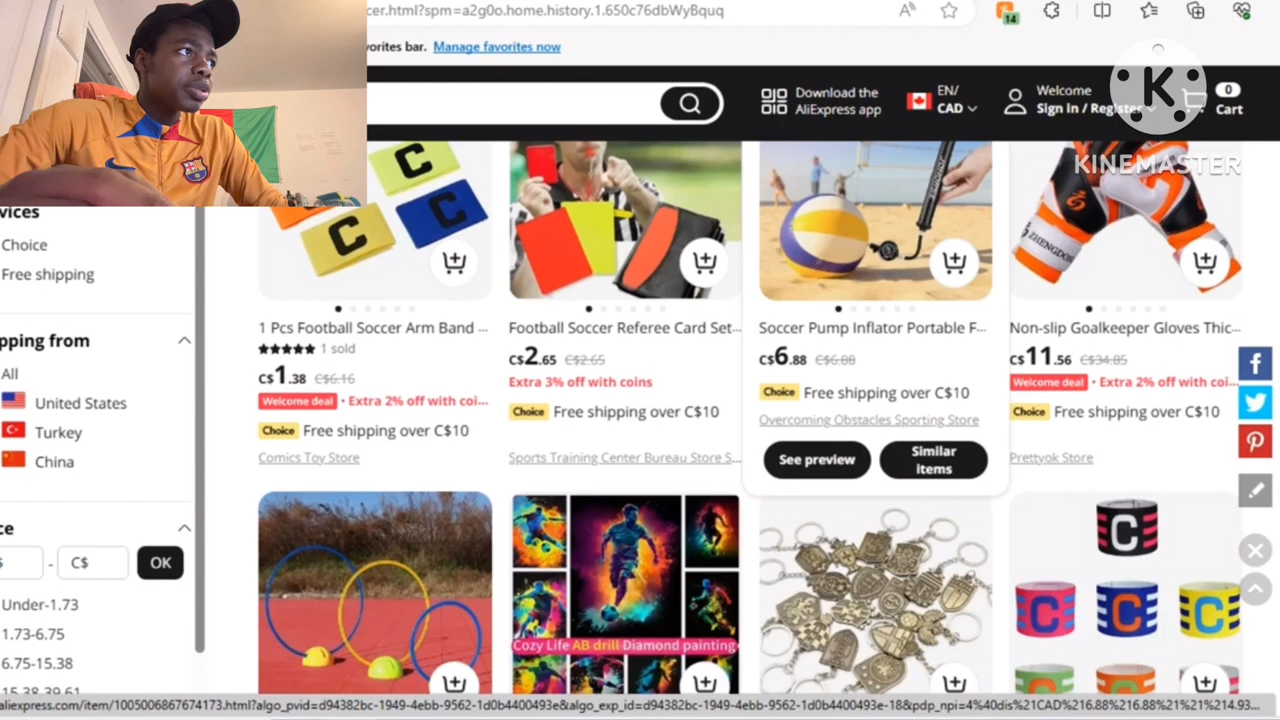 cer.html?spm=a2g0o.home.history.1.650c76dbWyBquq
14
orites bar. Manage favorites now
Download the
AliExpress app
EN/
CAD
Welcome
Sign in / Register
0
Cart
K
KINEMASTER
vices
Choice
Free shipping
pping from
All
United States
Turkey
China
ce
C$ - C$ OK
Under-1.73
1.73-6.75
6.75-15.38
15.38-39.61
C
C
C
1 Pcs Football Soccer Arm Band ...
1 sold
C$1.38 C$6.16
Welcome deal · Extra 2% off with coi...
Choice Free shipping over C$10
Comics Toy Store
Football Soccer Referee Card Set...
C$2.65 C$2.65
Extra 3% off with coins
Choice Free shipping over C$10
Sports Training Center Bureau Store S...
Soccer Pump Inflator Portable F...
C$6.88 C$6.88
Choice Free shipping over C$10
Overcoming Obstacles Sporting Store
See preview
Similar
items
ZHENGDO
Non-slip Goalkeeper Gloves Thic...
C$11.56 C$34.85
Welcome deal · Extra 2% off with coi...
Choice Free shipping over C$10
Prettyok Store
Cozy Life AB drill Diamond painting
C
C
C
C
aliexpress.com/item/1005006867674173.html?algo_pvid=d94382bc-1949-4ebb-9562-1d0b4400493e&algo_exp_id=d94382bc-1949-4ebb-9562-1d0b4400493e-18&pdp_npi=4%40dis%21CAD%216.88%216.88%21%21%214.93...